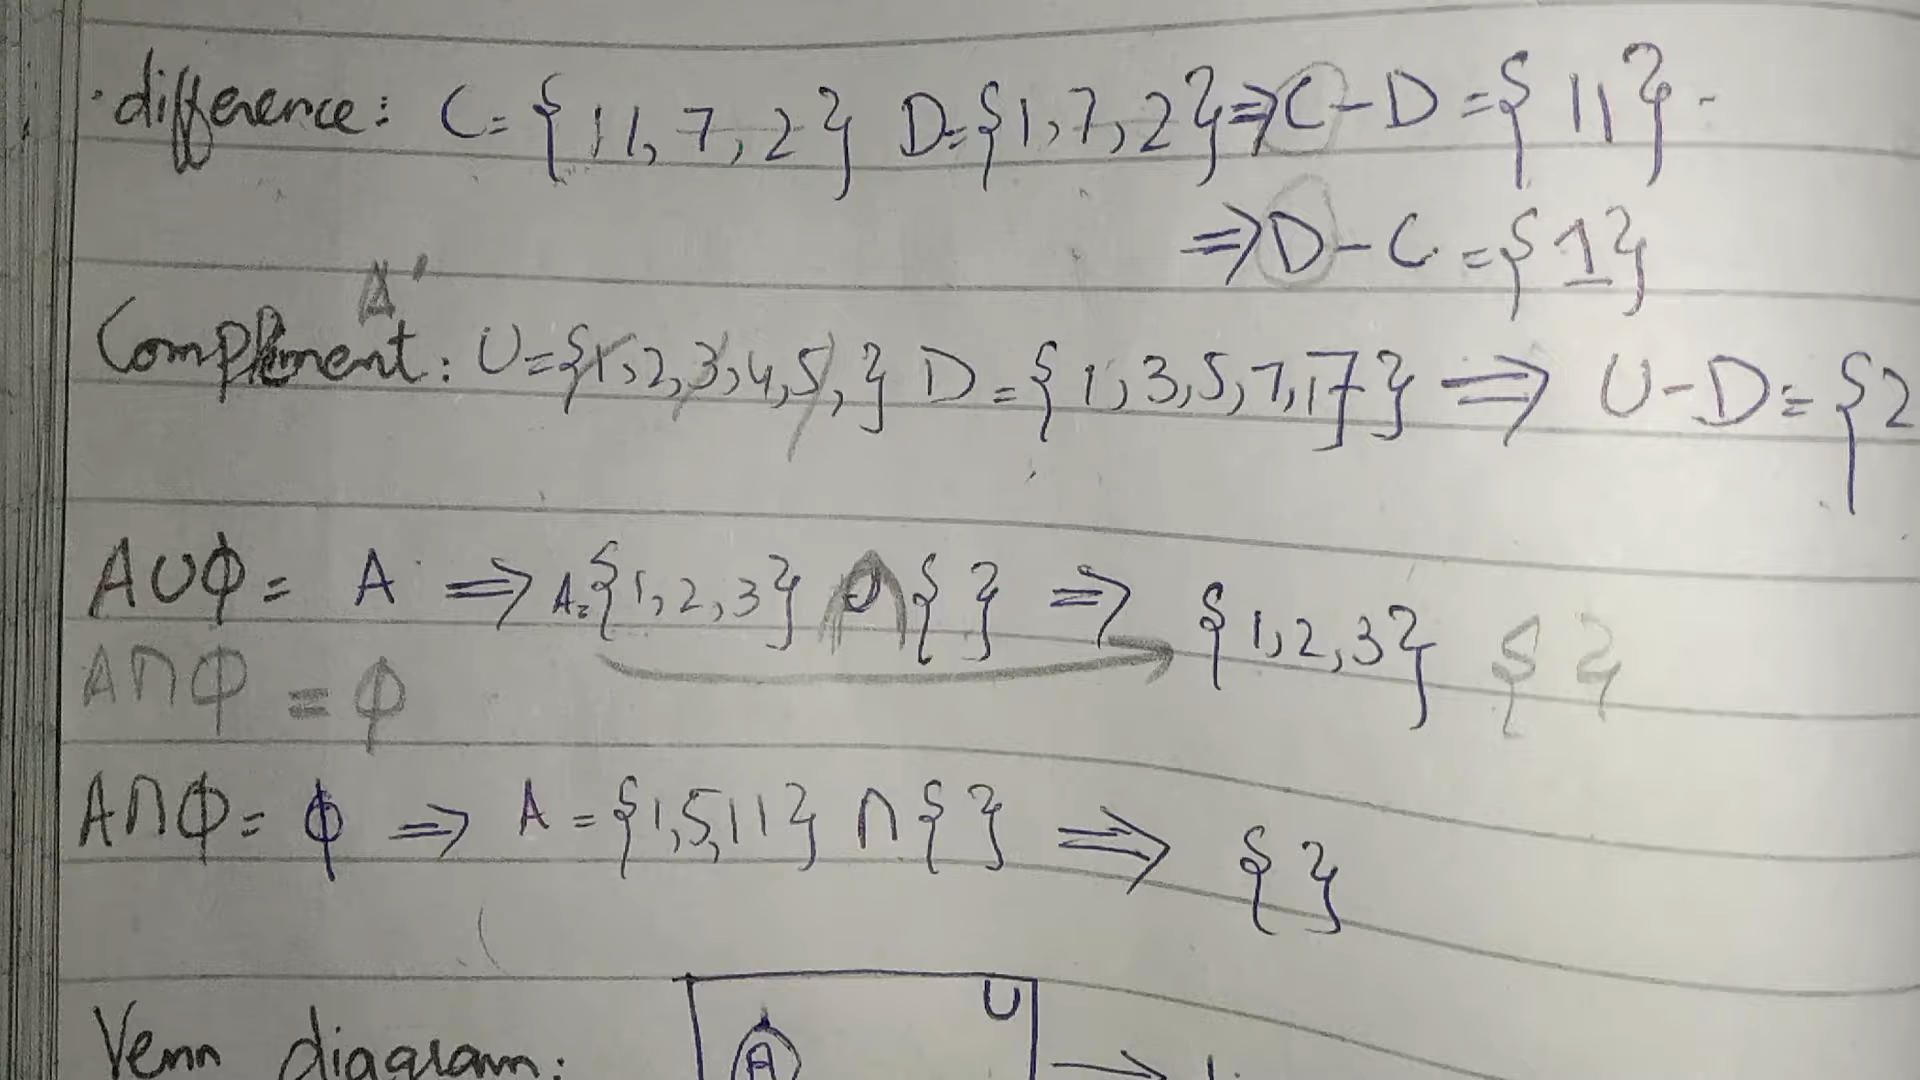 . difference: C = {11, 7, 2} D = {1, 7, 2} ⇒ C - D = {11}
⇒ D - C = {1}
A'
Compliment: U = {1, 2, 3, 4, 5, } D = {1, 3, 5, 7, 17} ⇒ U - D = {2
A∪Φ = A ⇒ A = {1, 2, 3} ∩ { } ⇒ {1, 2, 3} { }
A∩Φ = Φ
A∩Φ = Φ ⇒ A = {1, 5, 11} ∩ { } ⇒ { }
Venn diagram: A U